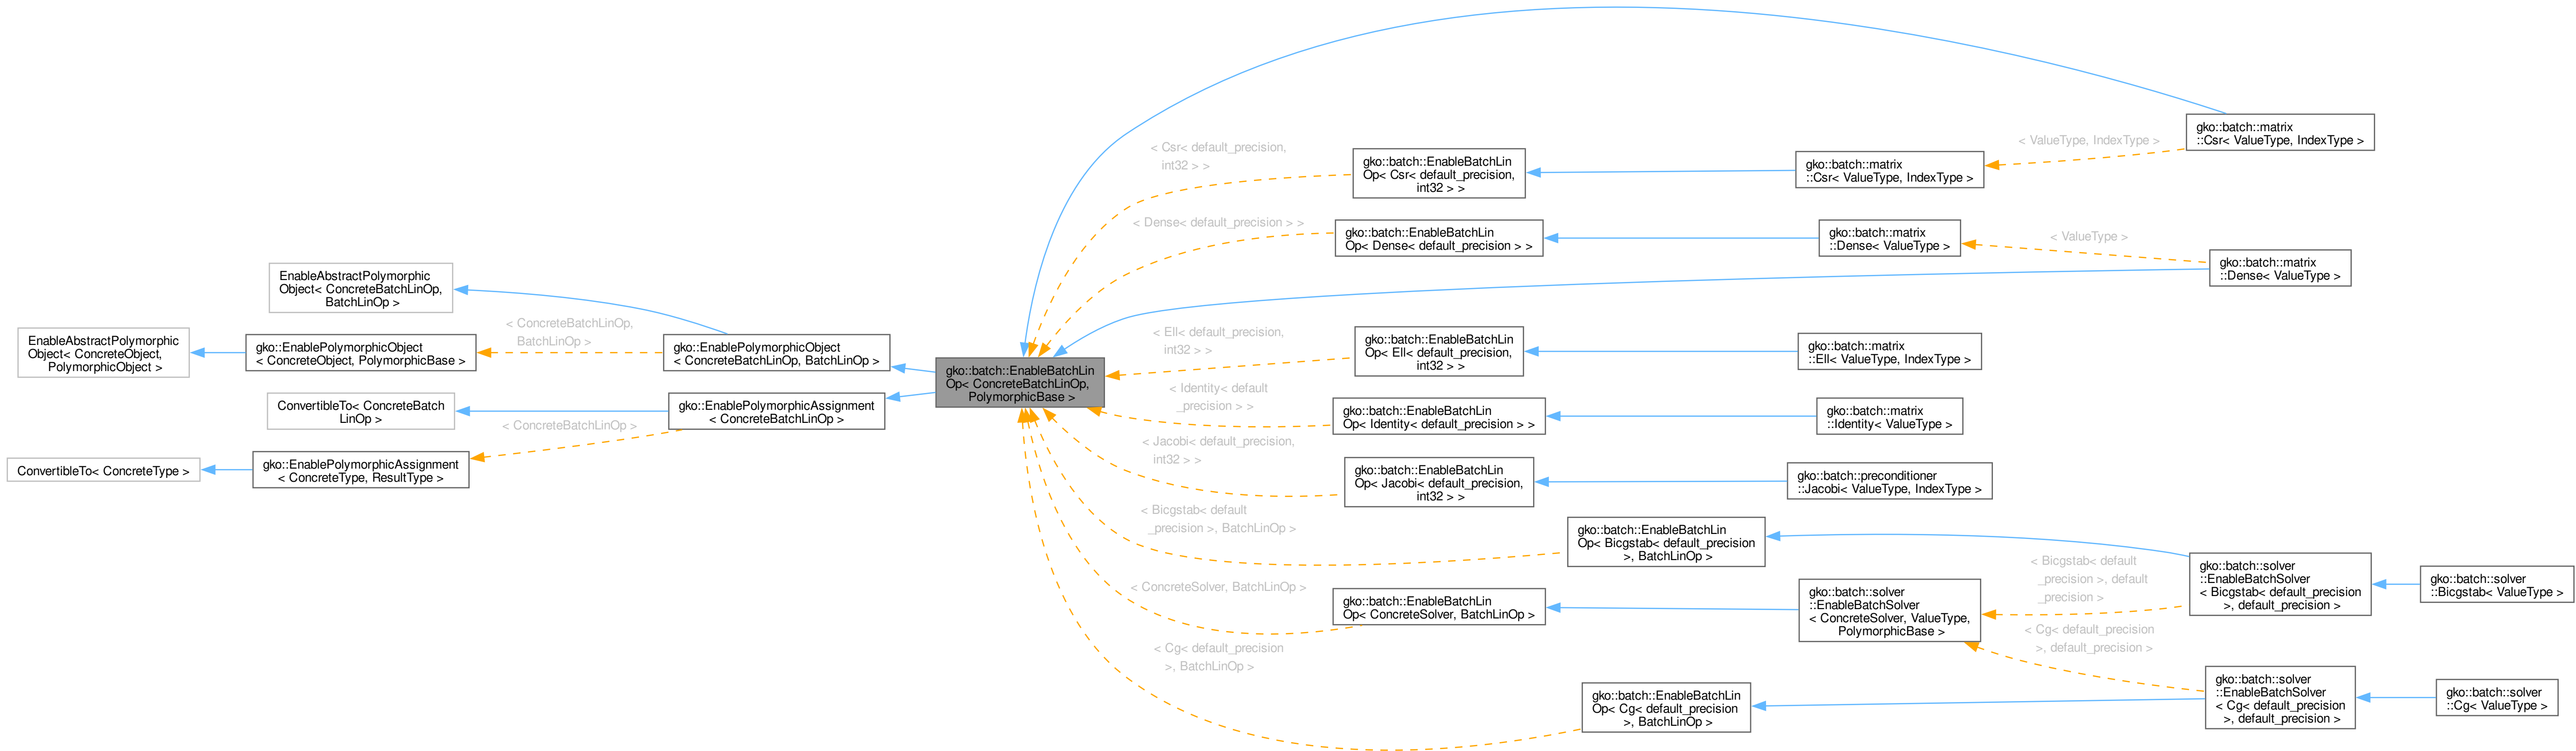 EnableAbstractPolymorphic
Object< ConcreteObject,
PolymorphicObject >
ConvertibleTo< ConcreteType >
EnableAbstractPolymorphic
Object< ConcreteBatchLinOp,
BatchLinOp >
gko::EnablePolymorphicObject
< ConcreteObject, PolymorphicBase >
ConvertibleTo< ConcreteBatch
LinOp >
gko::EnablePolymorphicAssignment
< ConcreteType, ResultType >
< ConcreteBatchLinOp,
BatchLinOp >
< ConcreteBatchLinOp >
gko::EnablePolymorphicObject
< ConcreteBatchLinOp, BatchLinOp >
gko::EnablePolymorphicAssignment
< ConcreteBatchLinOp >
gko::batch::EnableBatchLin
Op< ConcreteBatchLinOp,
PolymorphicBase >
< Csr< default_precision,
int32 > >
< Dense< default_precision > >
< Ell< default_precision,
int32 > >
< Identity< default
_precision > >
< Jacobi< default_precision,
int32 > >
< Bicgstab< default
_precision >, BatchLinOp >
< ConcreteSolver, BatchLinOp >
< Cg< default_precision
>, BatchLinOp >
gko::batch::EnableBatchLin
Op< Csr< default_precision,
int32 > >
gko::batch::EnableBatchLin
Op< Dense< default_precision > >
gko::batch::EnableBatchLin
Op< Ell< default_precision,
int32 > >
gko::batch::EnableBatchLin
Op< Identity< default_precision > >
gko::batch::EnableBatchLin
Op< Jacobi< default_precision,
int32 > >
gko::batch::EnableBatchLin
Op< Bicgstab< default_precision
>, BatchLinOp >
gko::batch::EnableBatchLin
Op< ConcreteSolver, BatchLinOp >
gko::batch::EnableBatchLin
Op< Cg< default_precision
>, BatchLinOp >
gko::batch::matrix
::Csr< ValueType, IndexType >
gko::batch::matrix
::Dense< ValueType >
gko::batch::matrix
::Ell< ValueType, IndexType >
gko::batch::matrix
::Identity< ValueType >
gko::batch::preconditioner
::Jacobi< ValueType, IndexType >
gko::batch::solver
::EnableBatchSolver
< ConcreteSolver, ValueType,
PolymorphicBase >
< ValueType, IndexType >
< ValueType >
< Bicgstab< default
_precision >, default
_precision >
< Cg< default_precision
>, default_precision >
gko::batch::matrix
::Csr< ValueType, IndexType >
gko::batch::matrix
::Dense< ValueType >
gko::batch::solver
::EnableBatchSolver
< Bicgstab< default_precision
>, default_precision >
gko::batch::solver
::EnableBatchSolver
< Cg< default_precision
>, default_precision >
gko::batch::solver
::Bicgstab< ValueType >
gko::batch::solver
::Cg< ValueType >